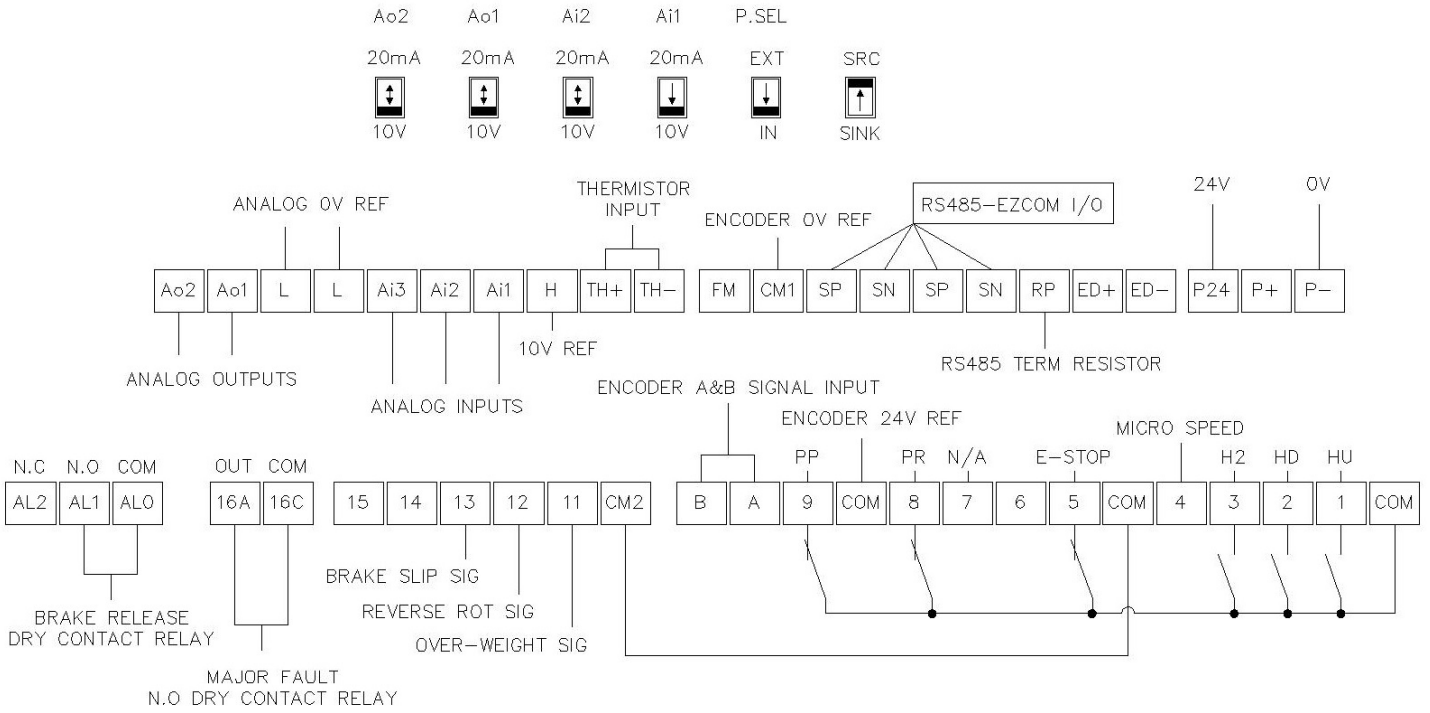 Ao2 Ao1 Ai2 Ai1 P.SEL
20mA 20mA 20mA 20mA EXT SRC
10V 10V 10V 10V IN SINK
THERMISTOR
INPUT
ANALOG 0V REF
ENCODER 0V REF
RS485-EZCOM I/O
24V 0V
Ao2 Ao1 L L Ai3 Ai2 Ai1 H TH+ TH- FM CM1 SP SN SP SN RP ED+ ED- P24 P+ P-
10V REF
RS485 TERM RESISTOR
ANALOG OUTPUTS
ANALOG INPUTS
ENCODER A&B SIGNAL INPUT
ENCODER 24V REF
MICRO SPEED
N.C N.O COM OUT COM PP PR N/A E-STOP H2 HD HU
AL2 AL1 AL0 16A 16C 15 14 13 12 11 CM2 B A 9 COM 8 7 6 5 COM 4 3 2 1 COM
BRAKE SLIP SIG
REVERSE ROT SIG
OVER-WEIGHT SIG
BRAKE RELEASE
DRY CONTACT RELAY
MAJOR FAULT
N.O DRY CONTACT RELAY